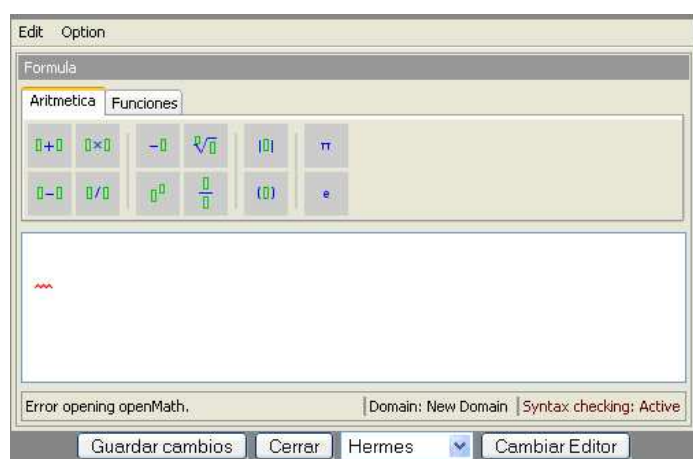 Edit Option
Formula
Aritmetica Funciones
▯+▯ ▯×▯ -▯ ▯√▯ |▯| π
▯-▯ ▯/▯ ▯▯ ▯/▯ (▯) e
Error opening openMath. Domain: New Domain Syntax checking: Active
Guardar cambios Cerrar Hermes Cambiar Editor